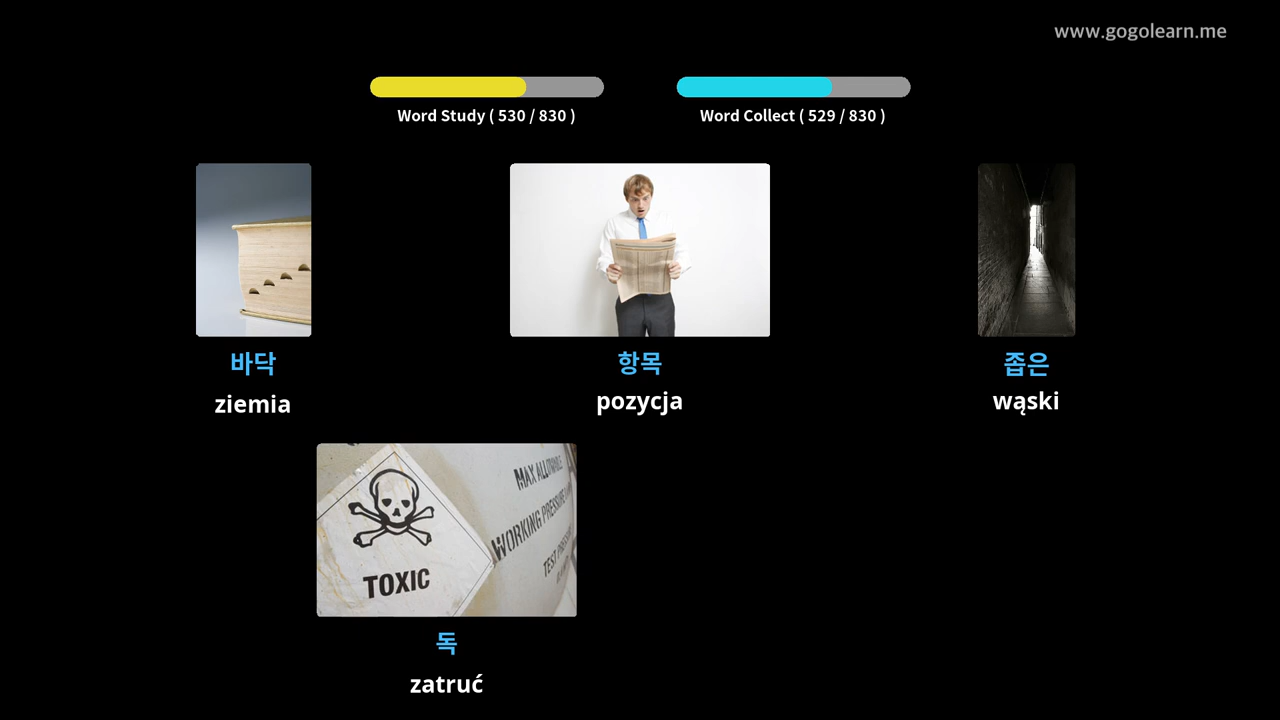 www.gogolearn.me
Word Study ( 530 / 830 )
Word Collect ( 529 / 830 )
바닥
ziemia
항목
pozycja
좁은
wąski
MAX ALLOWABLE
WORKING PRESSURE
TEST PRESSURE
TOXIC
독
zatruć